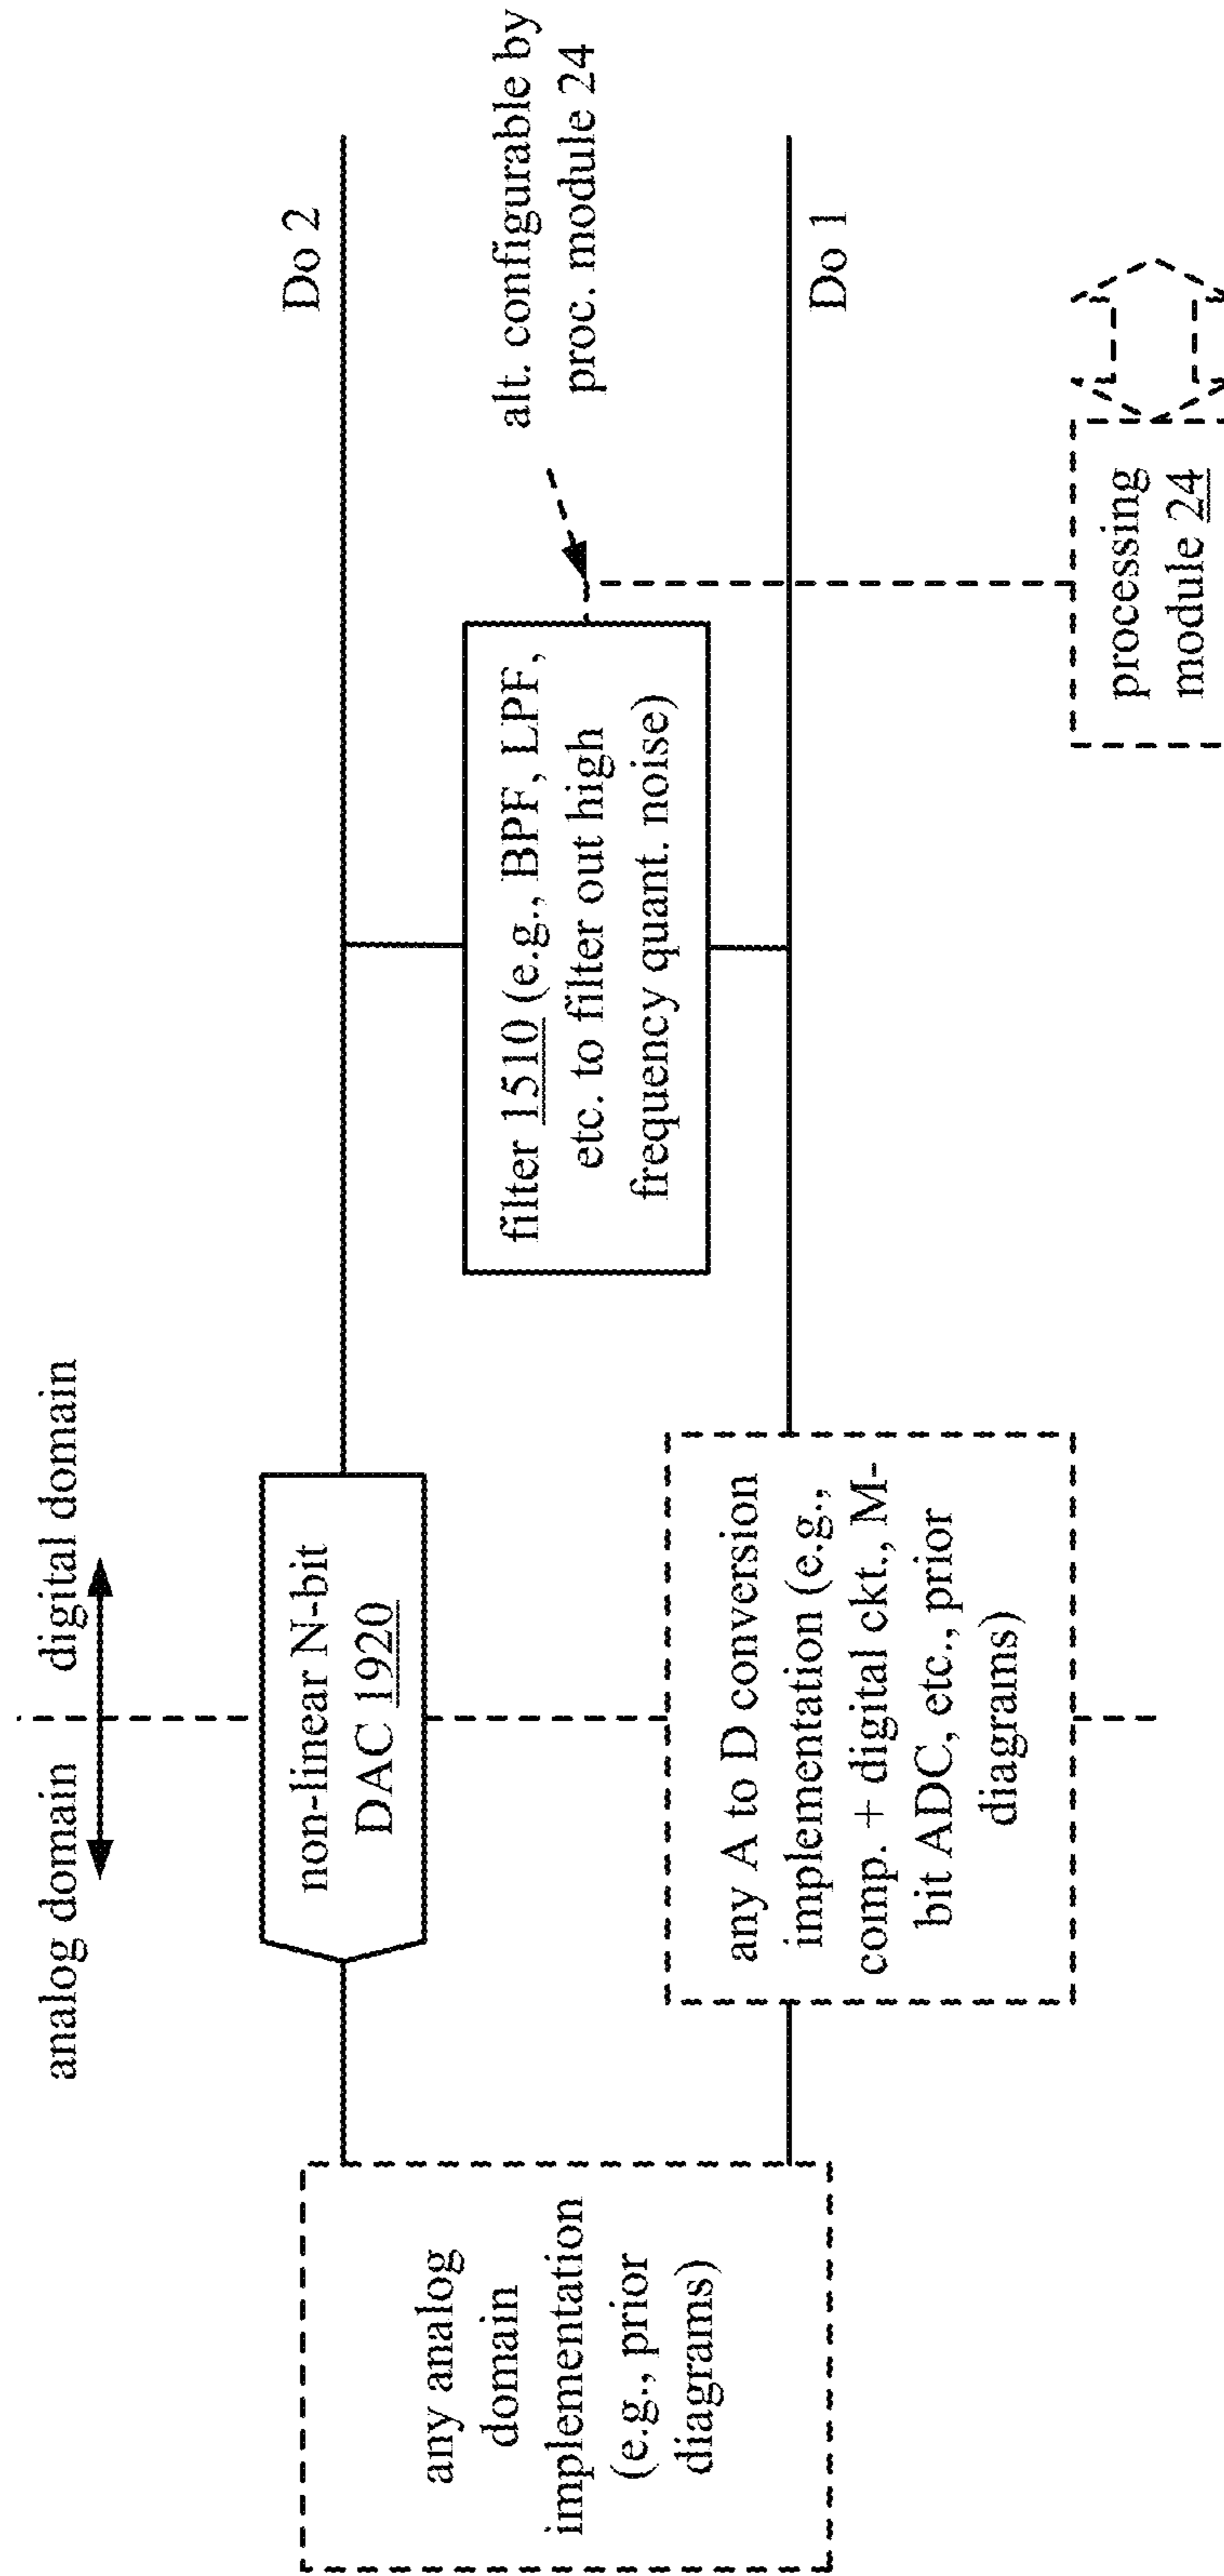 analog domain
digital domain
any analog
domain
implementation
(e.g., prior
diagrams)
non-linear N-bit
DAC 1920
Do 2
filter 1510 (e.g., BPF, LPF,
etc. to filter out high
frequency quant. noise)
alt. configurable by
proc. module 24
any A to D conversion
implementation (e.g.,
comp. + digital ckt., M-
bit ADC, etc., prior
diagrams)
Do 1
processing
module 24